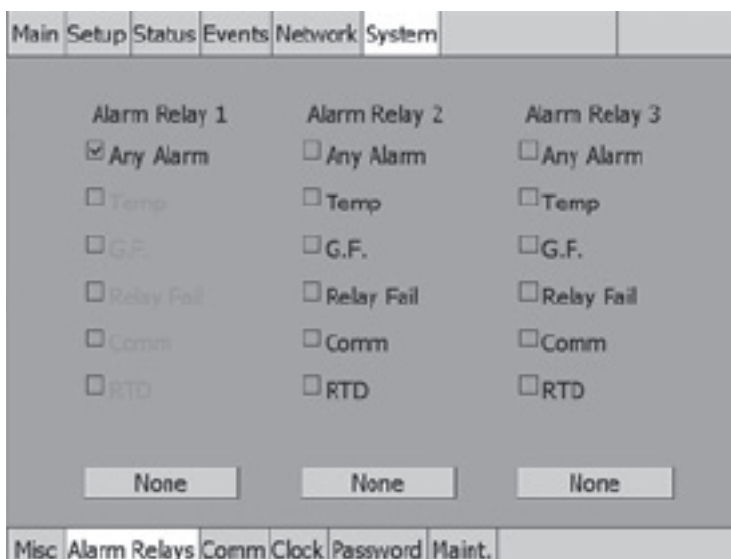 Main Setup Status Events Network System
Alarm Relay 1 Alarm Relay 2 Alarm Relay 3
Any Alarm Any Alarm Any Alarm
Temp Temp Temp
G.F. G.F. G.F.
Relay Fail Relay Fail Relay Fail
Comm Comm Comm
RTD RTD RTD
None None None
Misc Alarm Relays Comm Clock Password Maint.